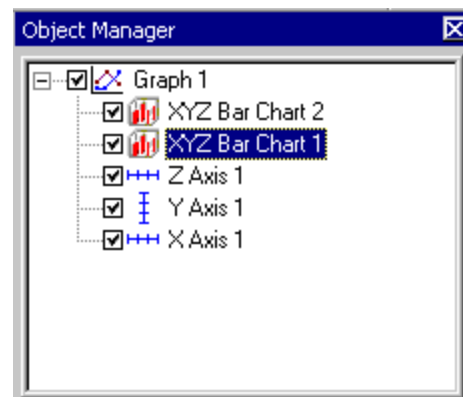 Object Manager
Graph 1
XYZ Bar Chart 2
XYZ Bar Chart 1
Z Axis 1
Y Axis 1
X Axis 1